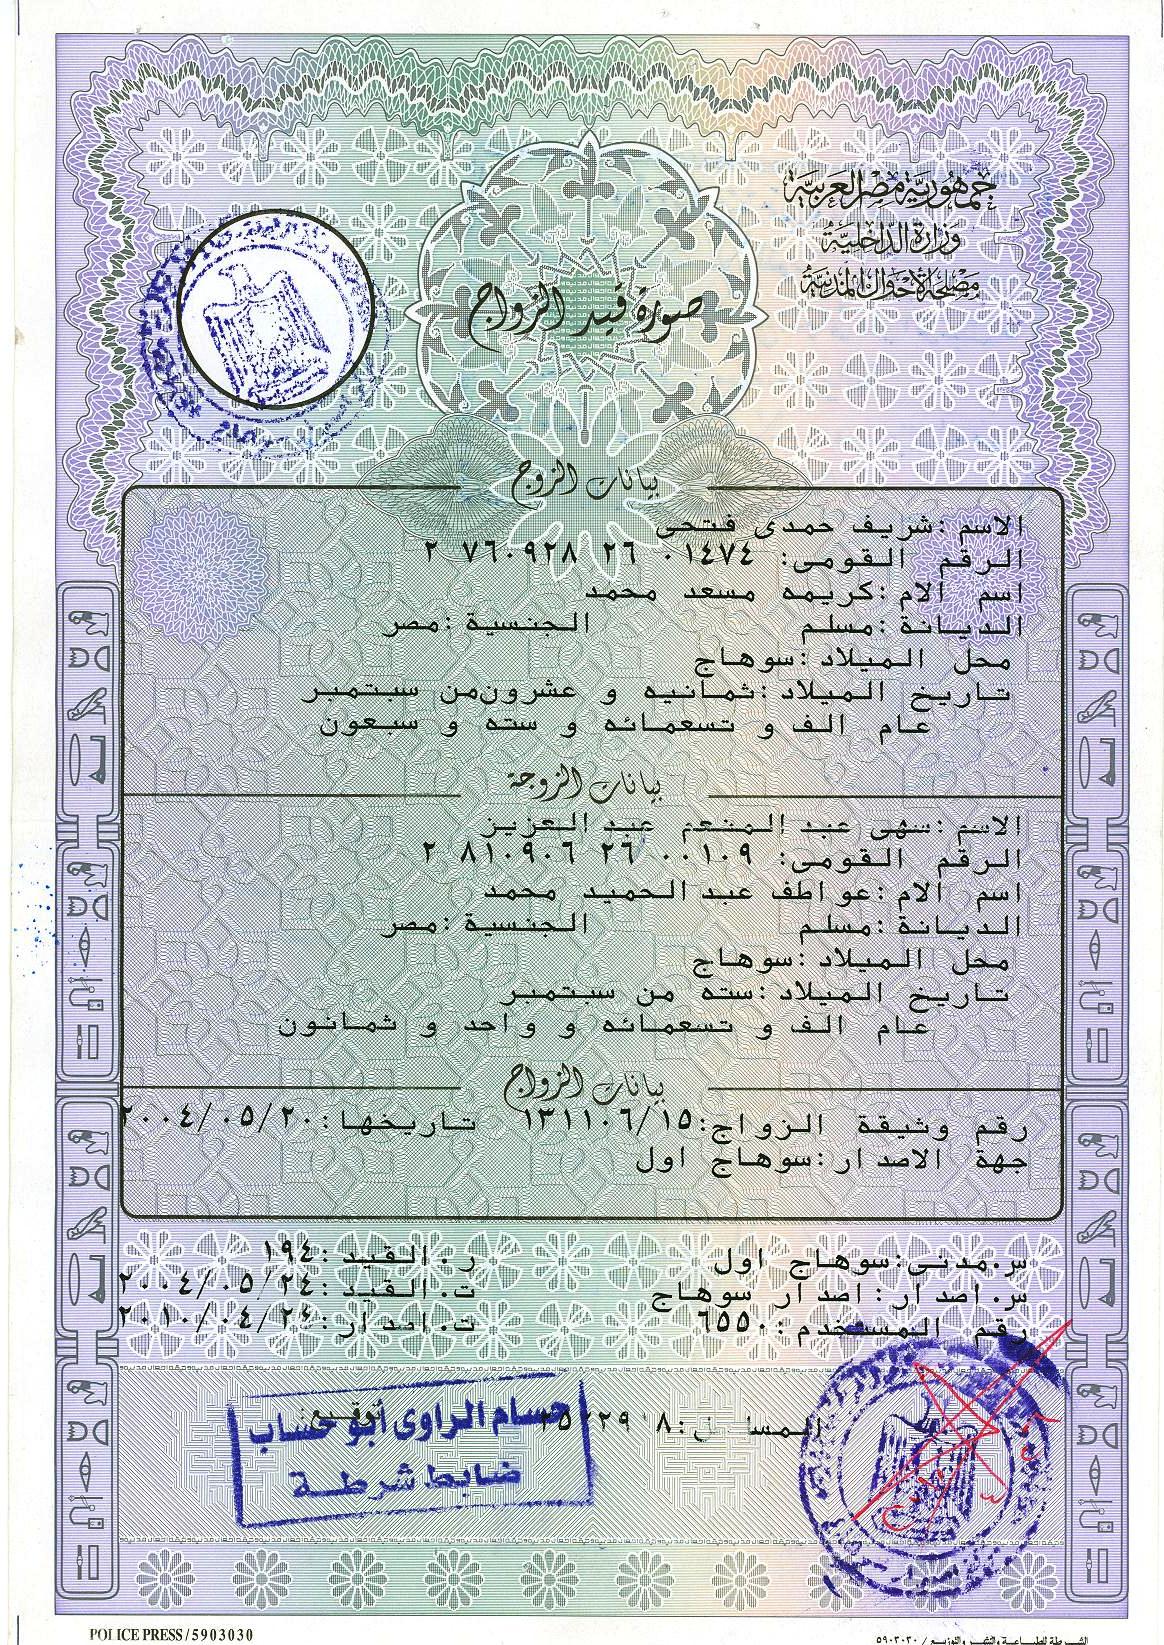 جمهورية مصر العربية
وزارة الداخلية
مصلحة الأحوال المدنية
صورة قيد الزواج
بيانات الزوج
الاسم :شريف حمدى فتحى
الرقم القومى: ٢ ٧٦٠٩٢٨ ٢٦ ٠١٤٧٤
اسم الام :كريمه مسعد محمد
الديانة :مسلم الجنسية :مصر
محل الميلاد :سوهاج
تاريخ الميلاد :ثمانيه و عشرون من سبتمبر
عام الف و تسعمائه و سته و سبعون
بيانات الزوجة
الاسم :سهى عبد المنعم عبد العزيز
الرقم القومى: ٢ ٨١٠٩٠٦ ٢٦ ٠٠١٠٩
اسم الام :عواطف عبد الحميد محمد
الديانة :مسلم الجنسية :مصر
محل الميلاد :سوهاج
تاريخ الميلاد :سته من سبتمبر
عام الف و تسعمائه و واحد و ثمانون
بيانات الزواج
رقم وثيقة الزواج :١٣١١٠٦/١٥ تاريخها :٢٠٠٤/٠٥/٢٠
جهة الاصدار :سوهاج اول
س.مدنى :سوهاج اول ر.القيد :١٩٤
س.اصدار :اصدار سوهاج ت.القيد :٢٠٠٤/٠٥/٢٤
رقم المستخدم :٦٥٥٠ ت.اصدار :٢٠١٠/٠٤/٢٦
توقيع
حسام الراوى أبو حساب
ضابط شرطة
POLICE PRESS/5903030
الشرطة للطباعة والنشر والتوزيع / ٥٩٠٣٠٣٠